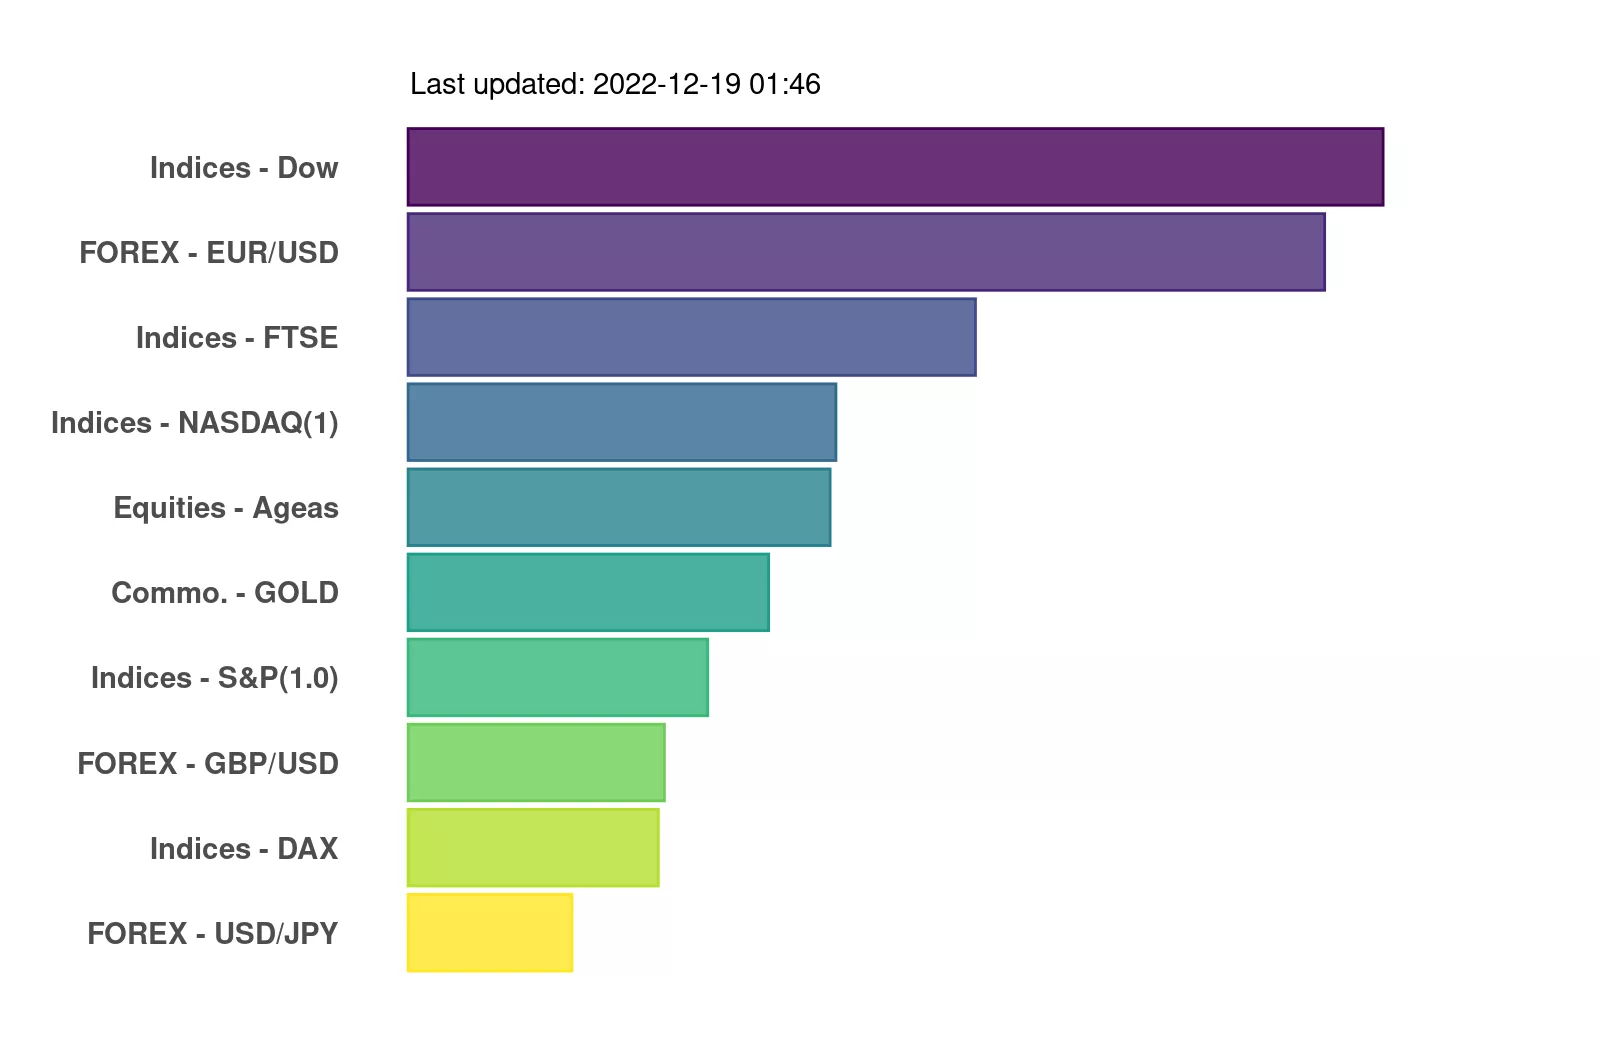 Last updated: 2022-12-19 01:46
Indices - Dow
FOREX - EUR/USD
Indices - FTSE
Indices - NASDAQ(1)
Equities - Ageas
Commo. - GOLD
Indices - S&P(1.0)
FOREX - GBP/USD
Indices - DAX
FOREX - USD/JPY